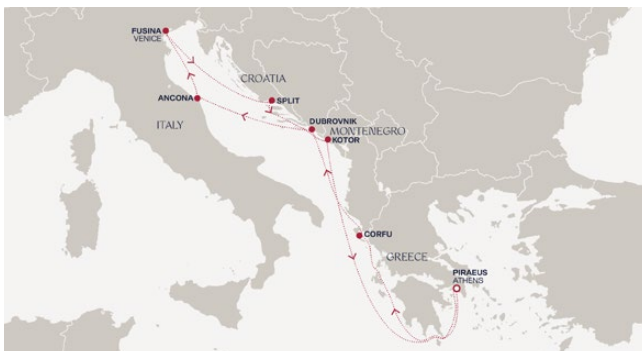 FUSINA
VENICE
CROATIA
ANCONA
SPLIT
ITALY
DUBROVNIK
MONTENEGRO
KOTOR
CORFU
GREECE
PIRAEUS
ATHENS